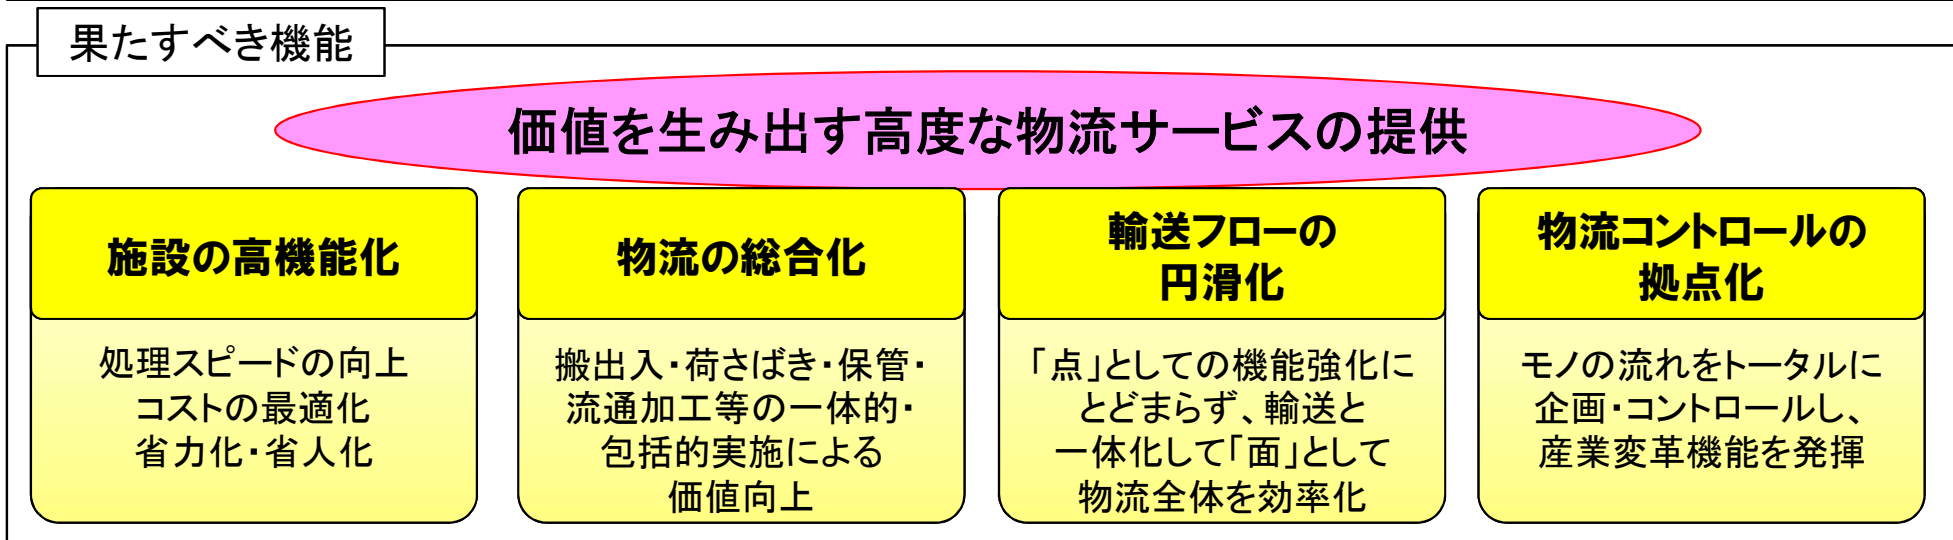 果たすべき機能
価値を生み出す高度な物流サービスの提供
施設の高機能化
処理スピードの向上
コストの最適化
省力化・省人化
物流の総合化
搬出入・荷さばき・保管・
流通加工等の一体的・
包括的実施による
価値向上
輸送フローの
円滑化
「点」としての機能強化に
とどまらず、輸送と
一体化して「面」として
物流全体を効率化
物流コントロールの
拠点化
モノの流れをトータルに
企画・コントロールし、
産業変革機能を発揮